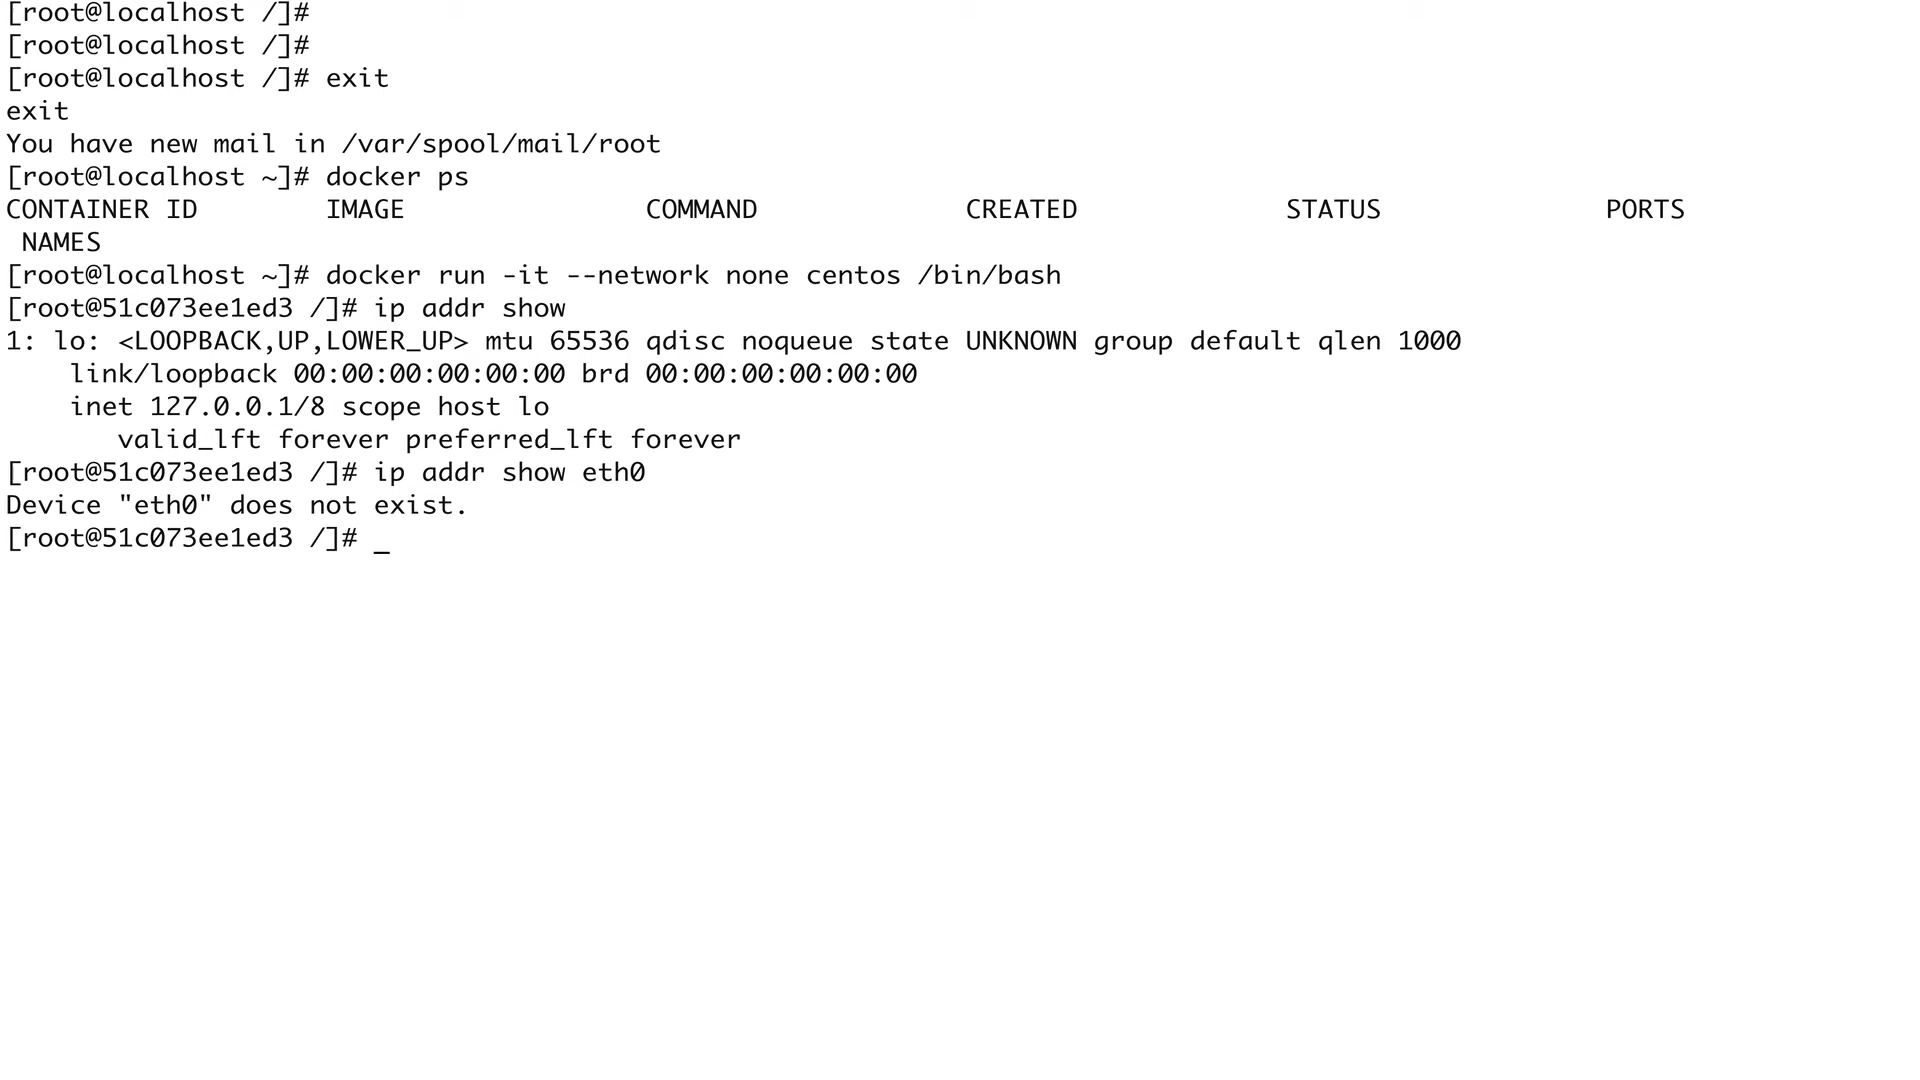 [root@localhost /]#
[root@localhost /]#
[root@localhost /]# exit
exit
You have new mail in /var/spool/mail/root
[root@localhost ~]# docker ps
CONTAINER ID        IMAGE               COMMAND             CREATED             STATUS              PORTS
 NAMES
[root@localhost ~]# docker run -it --network none centos /bin/bash
[root@51c073ee1ed3 /]# ip addr show
1: lo: <LOOPBACK,UP,LOWER_UP> mtu 65536 qdisc noqueue state UNKNOWN group default qlen 1000
    link/loopback 00:00:00:00:00:00 brd 00:00:00:00:00:00
    inet 127.0.0.1/8 scope host lo
       valid_lft forever preferred_lft forever
[root@51c073ee1ed3 /]# ip addr show eth0
Device "eth0" does not exist.
[root@51c073ee1ed3 /]# _